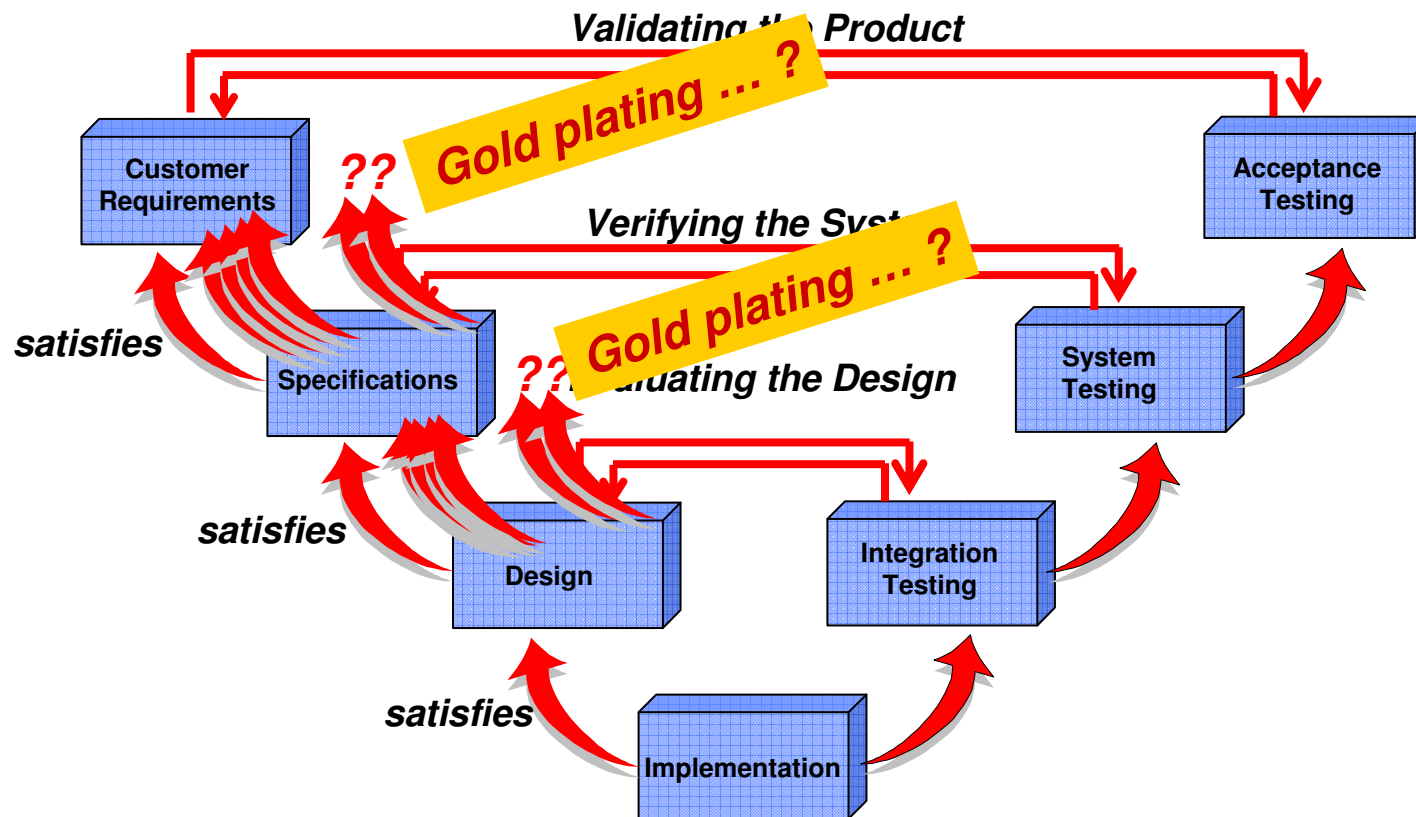 Validating the Product
Gold plating ... ?
Customer
Requirements
??
Acceptance
Testing
Verifying the Syst
Gold plating ... ?
satisfies
Specifications
System
Testing
??
aluating the Design
satisfies
Design
Integration
Testing
satisfies
Implementation